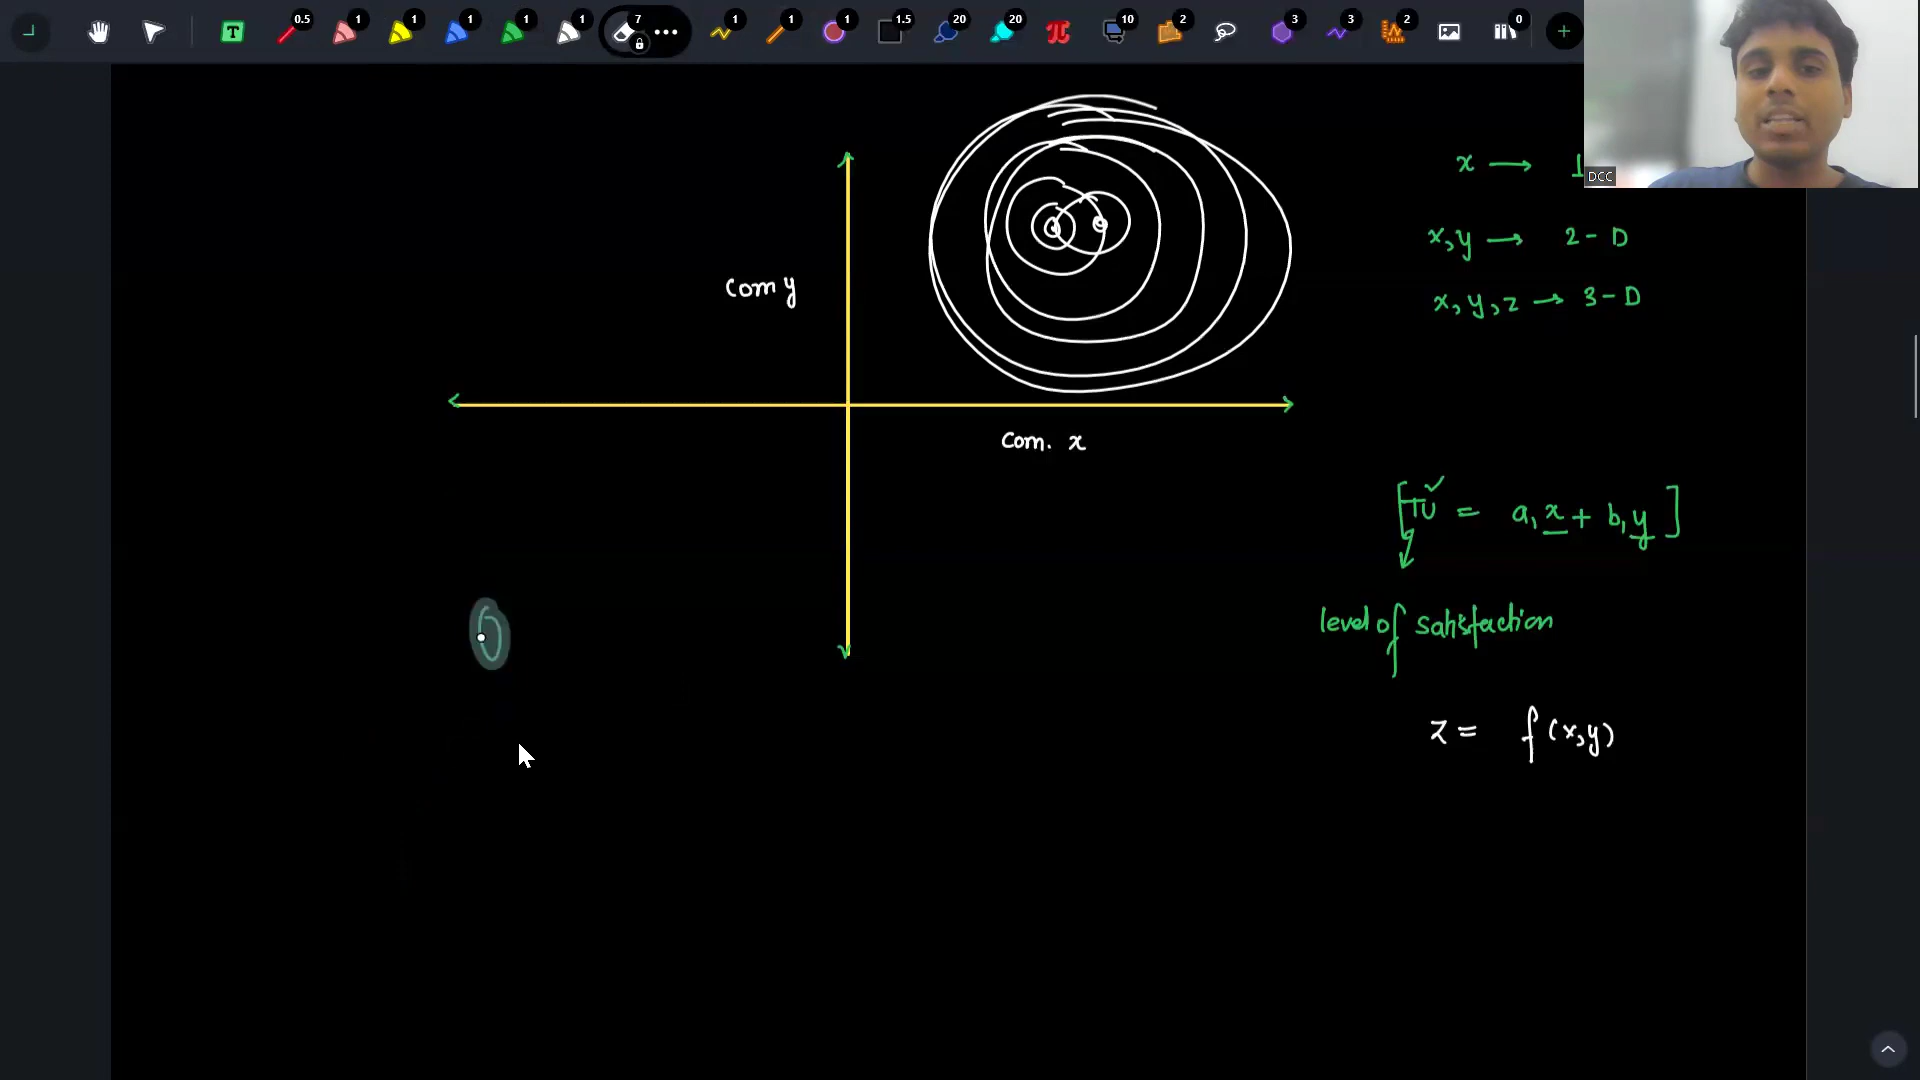 0.5 1 1 1 1 1 7 1 1 1 1.5 20 20 10 2 3 3 2 0
T
DCC
x → 1
x,y → 2-D
x,y,z → 3-D
Com y
Com. x
[TU = a₁x + b₁y]
level of satisfaction
z = f(x,y)